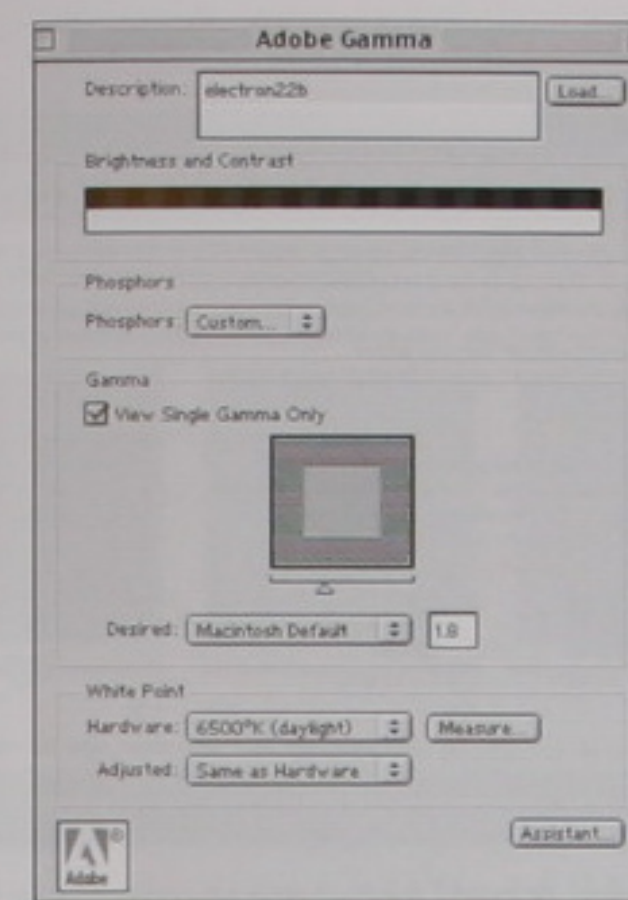 Adobe Gamma
Description: electron22b Load...
Brightness and Contrast
Phosphors
Phosphors: Custom...
Gamma
View Single Gamma Only
Desired: Macintosh Default 1.8
White Point
Hardware: 6500°K (daylight) Measure...
Adjusted: Same as Hardware
Adobe ®
Assistant...